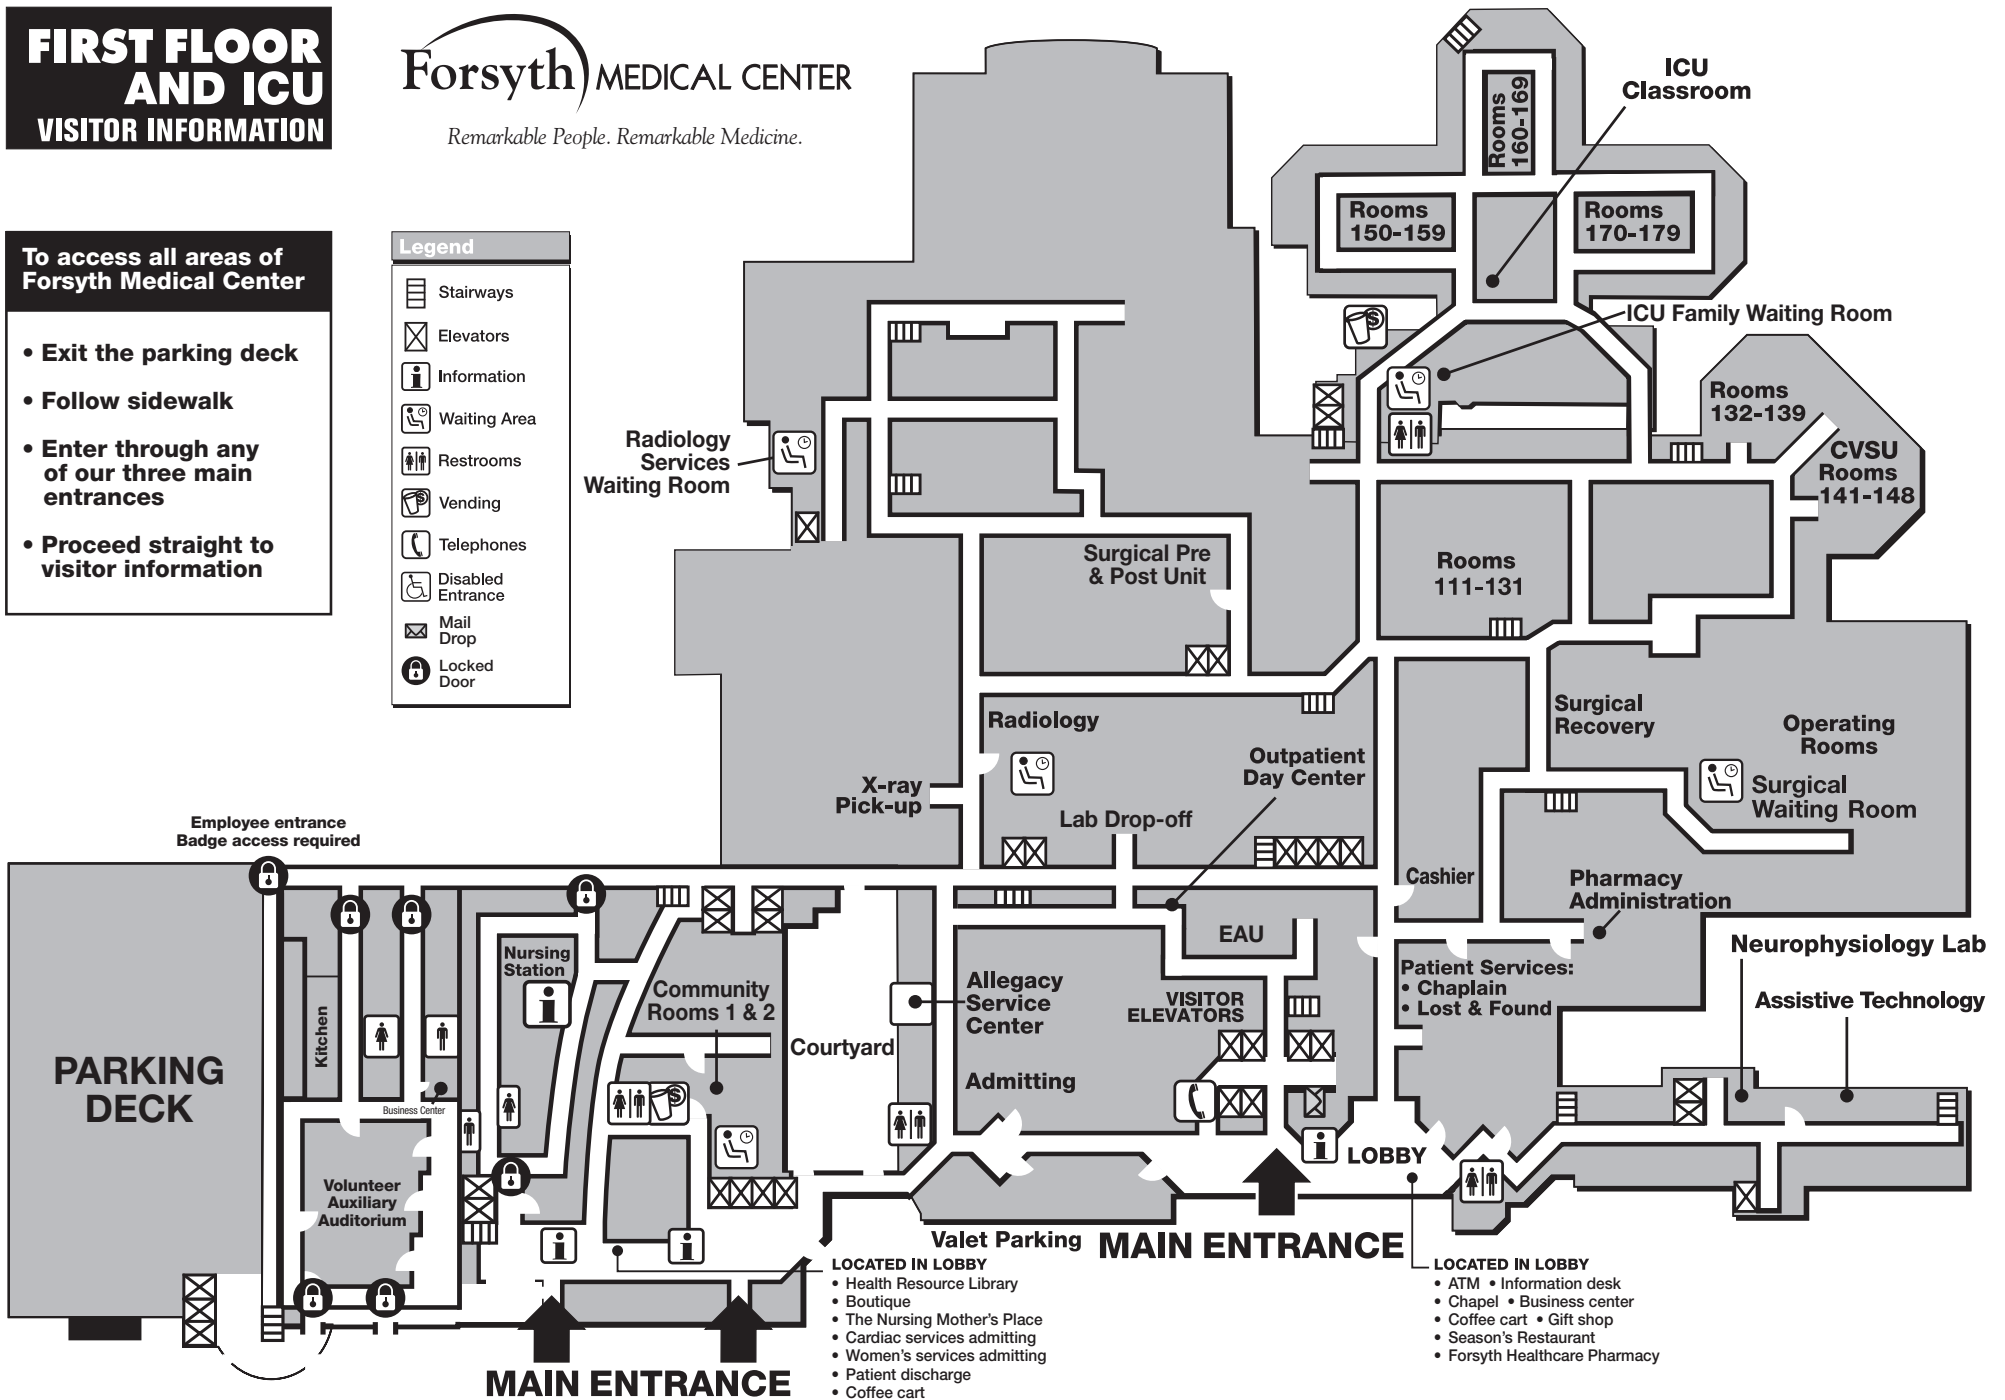 FIRST FLOOR
AND ICU
VISITOR INFORMATION
Forsyth MEDICAL CENTER
Remarkable People. Remarkable Medicine.
To access all areas of
Forsyth Medical Center
• Exit the parking deck
• Follow sidewalk
• Enter through any
of our three main
entrances
• Proceed straight to
visitor information
Legend
Stairways
Elevators
Information
Waiting Area
Restrooms
Vending
Telephones
Disabled
Entrance
Mail
Drop
Locked
Door
ICU
Classroom
Rooms
160-169
Rooms
150-159
Rooms
170-179
ICU Family Waiting Room
Rooms
132-139
CVSU
Rooms
141-148
Radiology
Services
Waiting Room
Surgical Pre
& Post Unit
Rooms
111-131
Radiology
Surgical
Recovery
Operating
Rooms
Outpatient
Day Center
X-ray
Pick-up
Surgical
Waiting Room
Lab Drop-off
Employee entrance
Badge access required
Cashier
Pharmacy
Administration
EAU
Neurophysiology Lab
Nursing
Station
Community
Rooms 1 & 2
Allegacy
Service
Center
VISITOR
ELEVATORS
Patient Services:
• Chaplain
• Lost & Found
Assistive Technology
Kitchen
Courtyard
PARKING
DECK
Admitting
Business Center
LOBBY
Volunteer
Auxiliary
Auditorium
Valet Parking
MAIN ENTRANCE
LOCATED IN LOBBY
• Health Resource Library
• Boutique
• The Nursing Mother's Place
• Cardiac services admitting
• Women's services admitting
• Patient discharge
• Coffee cart
LOCATED IN LOBBY
• ATM • Information desk
• Chapel • Business center
• Coffee cart • Gift shop
• Season's Restaurant
• Forsyth Healthcare Pharmacy
MAIN ENTRANCE